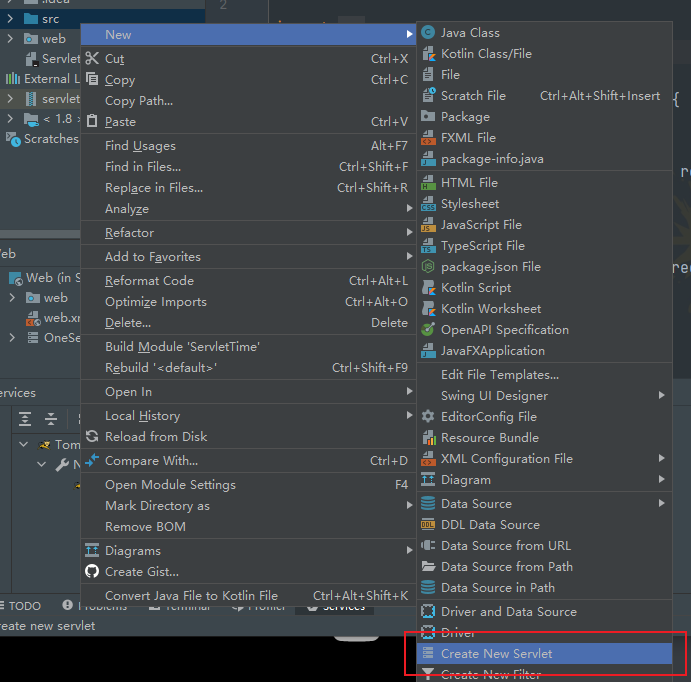 .idea
2
src
web
Servlet
External L
servlet
< 1.8 >
Scratches
{
re
rec
New
Cut Ctrl+X
Copy Ctrl+C
Copy Path...
Paste Ctrl+V
Find Usages Alt+F7
Find in Files... Ctrl+Shift+F
Replace in Files... Ctrl+Shift+R
Analyze
Refactor
Add to Favorites
Reformat Code Ctrl+Alt+L
Optimize Imports Ctrl+Alt+O
Delete... Delete
Build Module 'ServletTime'
Rebuild '<default>' Ctrl+Shift+F9
Open In
Local History
Reload from Disk
Compare With... Ctrl+D
Open Module Settings F4
Mark Directory as
Remove BOM
Diagrams
Create Gist...
Convert Java File to Kotlin File Ctrl+Alt+Shift+K
Java Class
Kotlin Class/File
File
Scratch File Ctrl+Alt+Shift+Insert
Package
FXML File
package-info.java
HTML File
Stylesheet
JavaScript File
TypeScript File
package.json File
Kotlin Script
Kotlin Worksheet
OpenAPI Specification
JavaFXApplication
Edit File Templates...
Swing UI Designer
EditorConfig File
Resource Bundle
XML Configuration File
Diagram
Data Source
DDL Data Source
Data Source from URL
Data Source from Path
Data Source in Path
Driver and Data Source
Driver
Create New Servlet
Create New Filter
eb
Web (in S
web
web.xm
OneSe
ervices
Tom
TODO Problems Terminal Profiler Services
reate new servlet